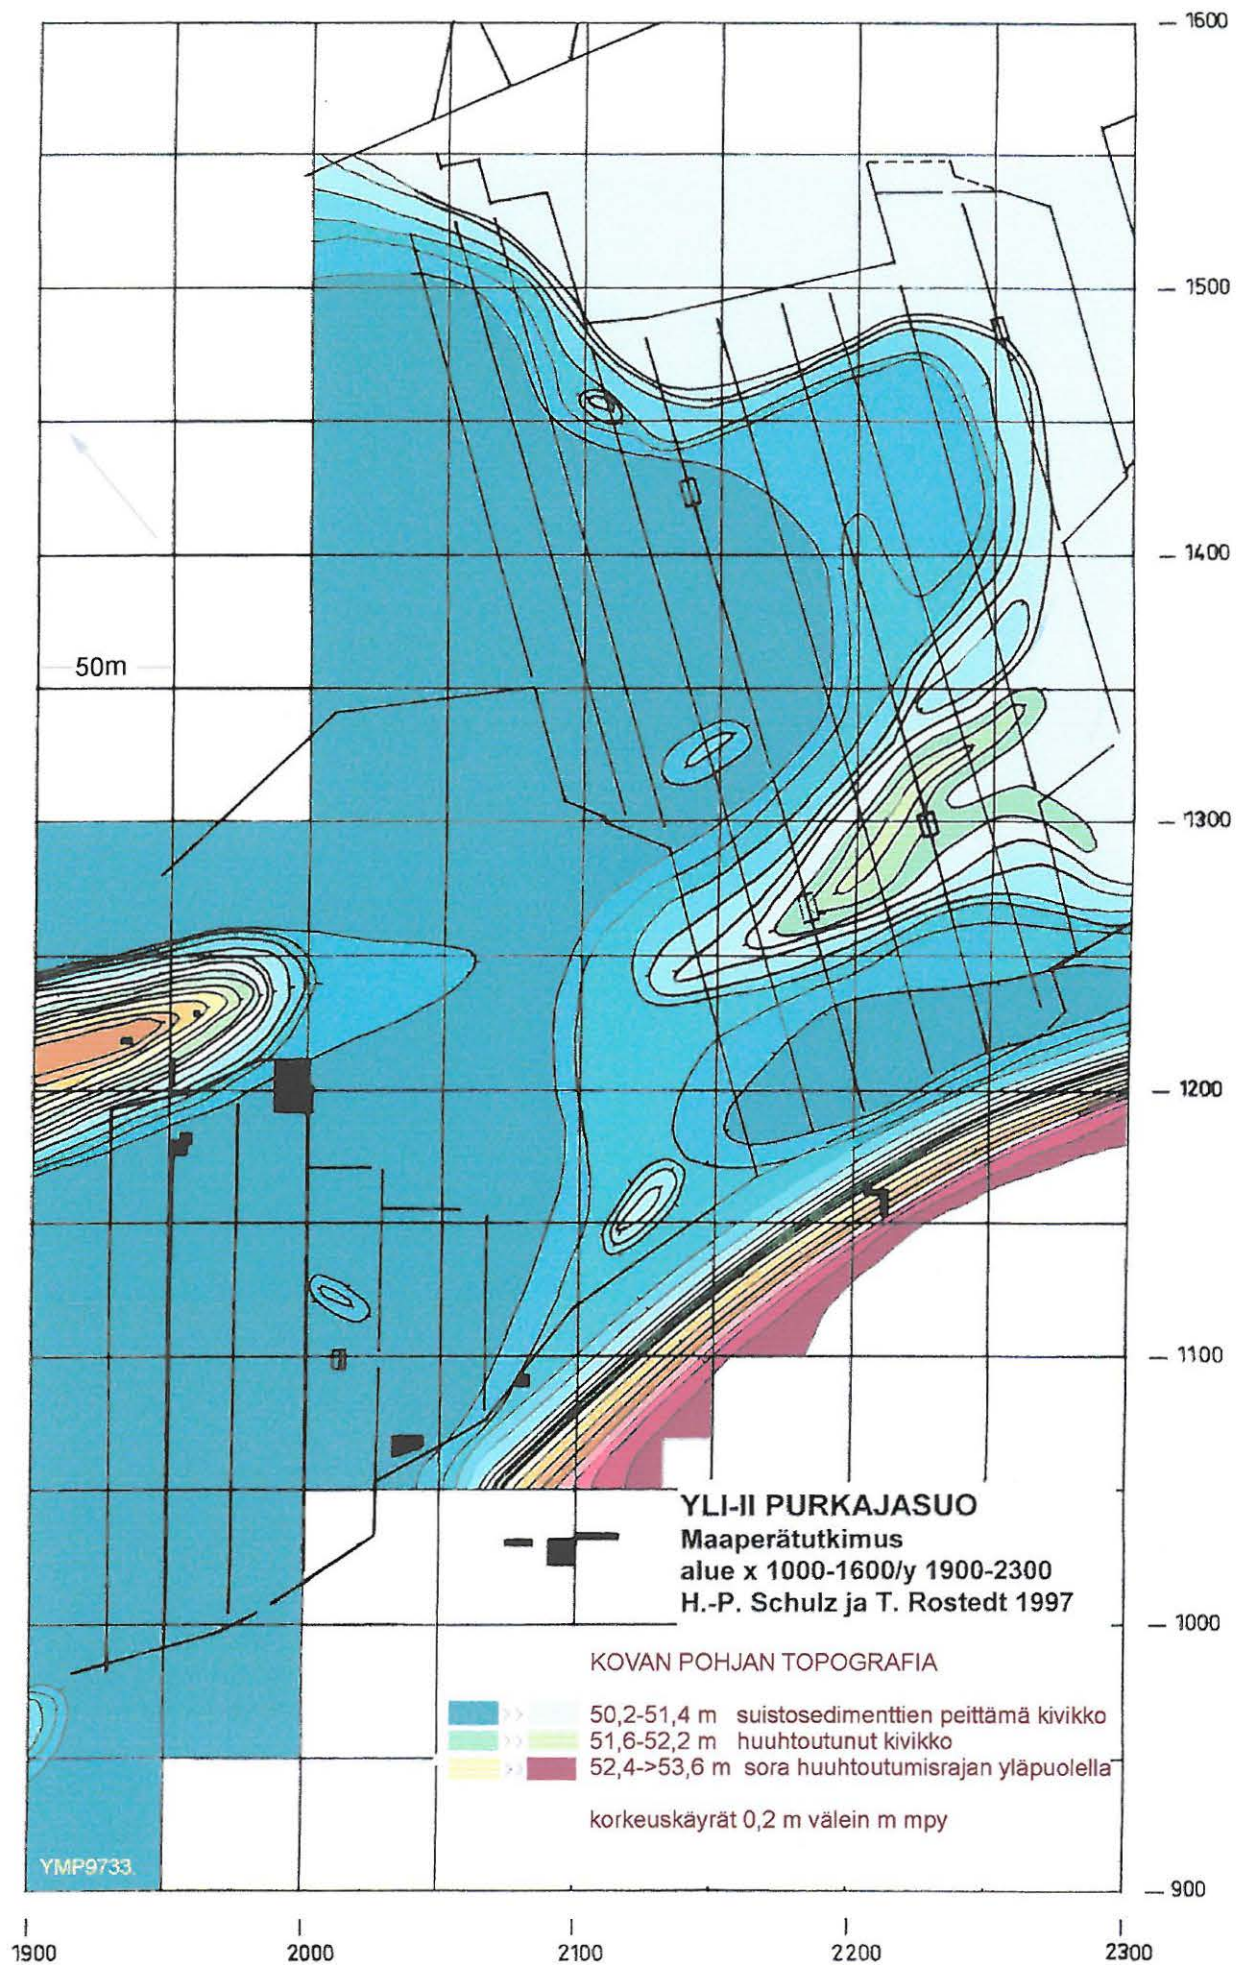 1600
1500
1400
50m
1300
1200
1100
YLI-II PURKAJASUO
Maaperätutkimus
alue x 1000-1600/y 1900-2300
H.-P. Schulz ja T. Rostedt 1997
1000
KOVAN POHJAN TOPOGRAFIA
>> 50,2-51,4 m suistosedimenttien peittämä kivikko
>> 51,6-52,2 m huuhtoutunut kivikko
>> 52,4->53,6 m sora huuhtoutumisrajan yläpuolella
korkeuskäyrät 0,2 m välein m mpy
YMP9733.
900
1900 2000 2100 2200 2300